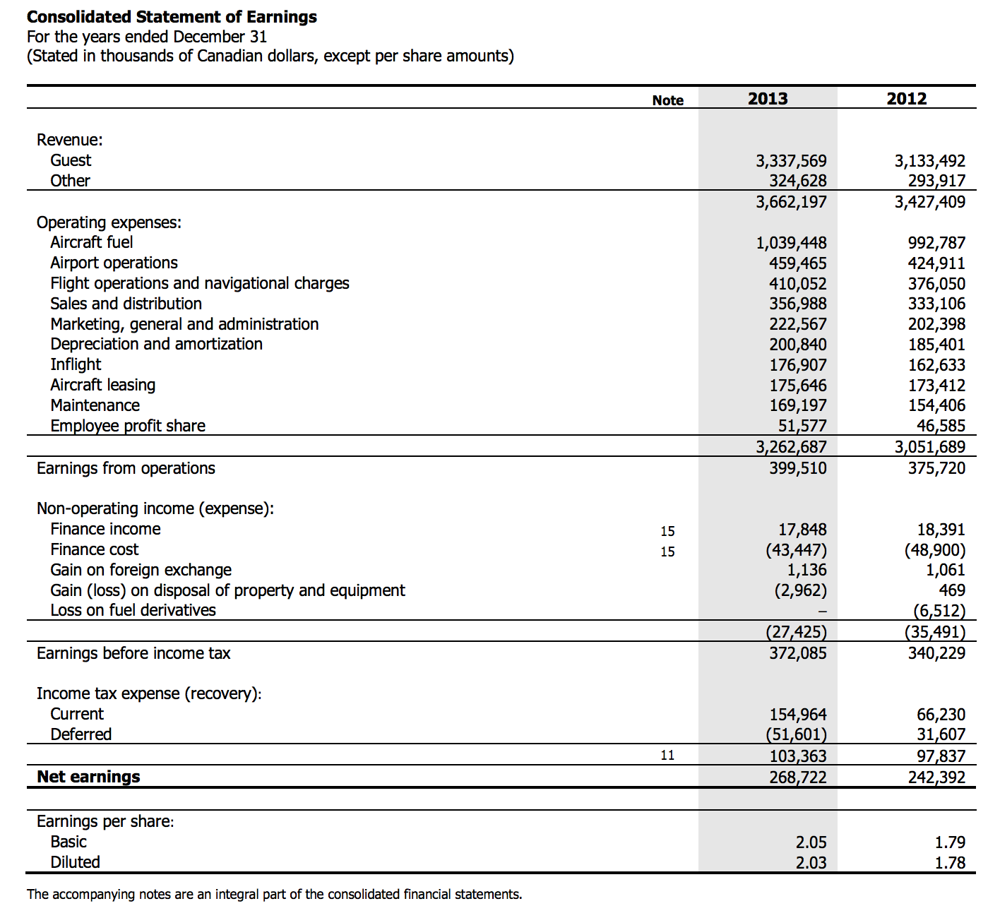 Consolidated Statement of Earnings
For the years ended December 31
(Stated in thousands of Canadian dollars, except per share amounts)
Note 2013 2012
Revenue:
Guest 3,337,569 3,133,492
Other 324,628 293,917
3,662,197 3,427,409
Operating expenses:
Aircraft fuel 1,039,448 992,787
Airport operations 459,465 424,911
Flight operations and navigational charges 410,052 376,050
Sales and distribution 356,988 333,106
Marketing, general and administration 222,567 202,398
Depreciation and amortization 200,840 185,401
Inflight 176,907 162,633
Aircraft leasing 175,646 173,412
Maintenance 169,197 154,406
Employee profit share 51,577 46,585
3,262,687 3,051,689
Earnings from operations 399,510 375,720
Non-operating income (expense):
Finance income 15 17,848 18,391
Finance cost 15 (43,447) (48,900)
Gain on foreign exchange 1,136 1,061
Gain (loss) on disposal of property and equipment (2,962) 469
Loss on fuel derivatives – (6,512)
(27,425) (35,491)
Earnings before income tax 372,085 340,229
Income tax expense (recovery):
Current 154,964 66,230
Deferred (51,601) 31,607
11 103,363 97,837
Net earnings 268,722 242,392
Earnings per share:
Basic 2.05 1.79
Diluted 2.03 1.78
The accompanying notes are an integral part of the consolidated financial statements.